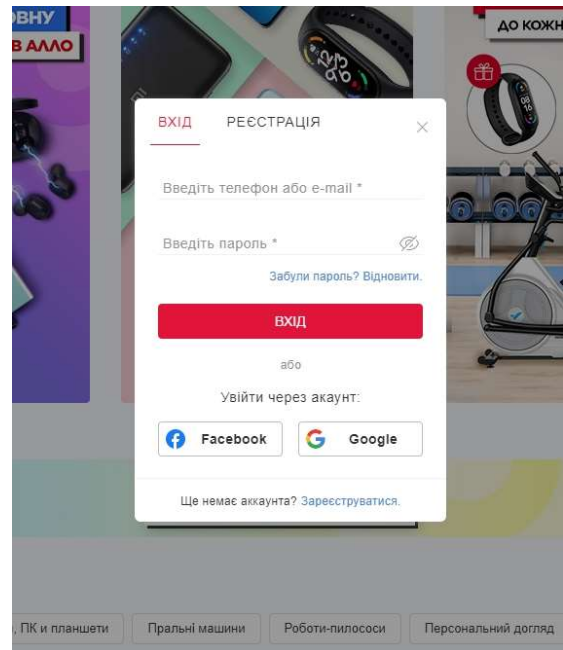 ОВНУ
В АЛЛО
ДО КОЖН
ВХІД РЕЄСТРАЦІЯ
Введіть телефон або e-mail *
Введіть пароль *
Забули пароль? Відновити.
ВХІД
або
Увійти через акаунт:
Facebook Google
Ще немає аккаунта? Зареєструватися.
, ПК и планшети Пральні машини Роботи-пилососи Персональний догляд